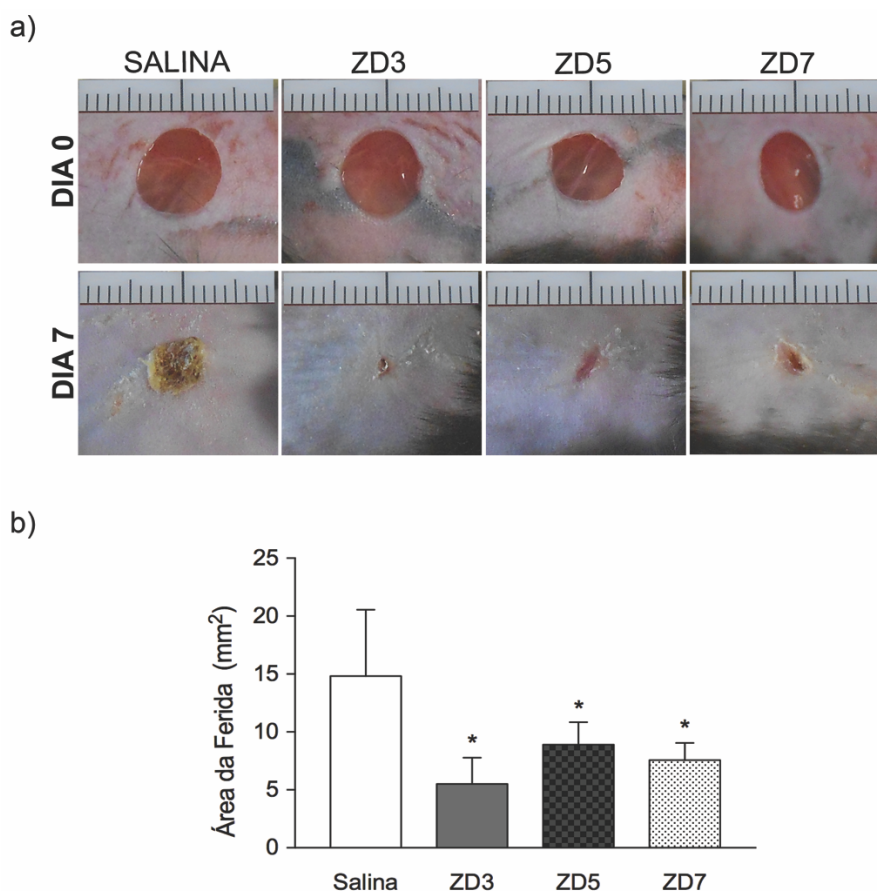 a)
SALINA ZD3 ZD5 ZD7
DIA 0
DIA 7
b)
Área da Ferida (mm²)
25
20
15
10
5
0
* * *
Salina ZD3 ZD5 ZD7